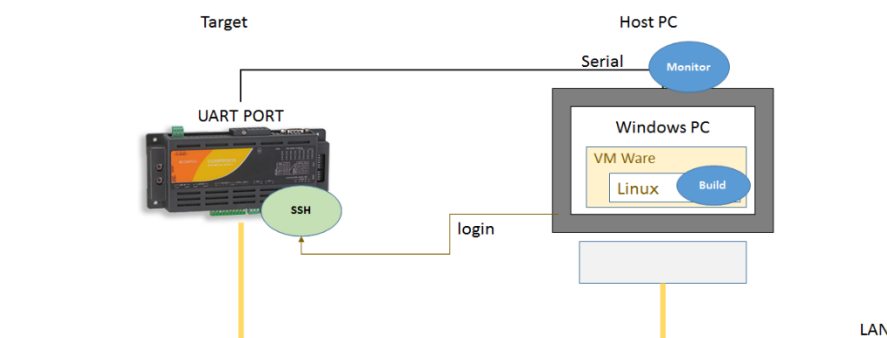 Target
Host PC
Serial
Monitor
UART PORT
Windows PC
VM Ware
Linux
Build
SSH
login
LAN